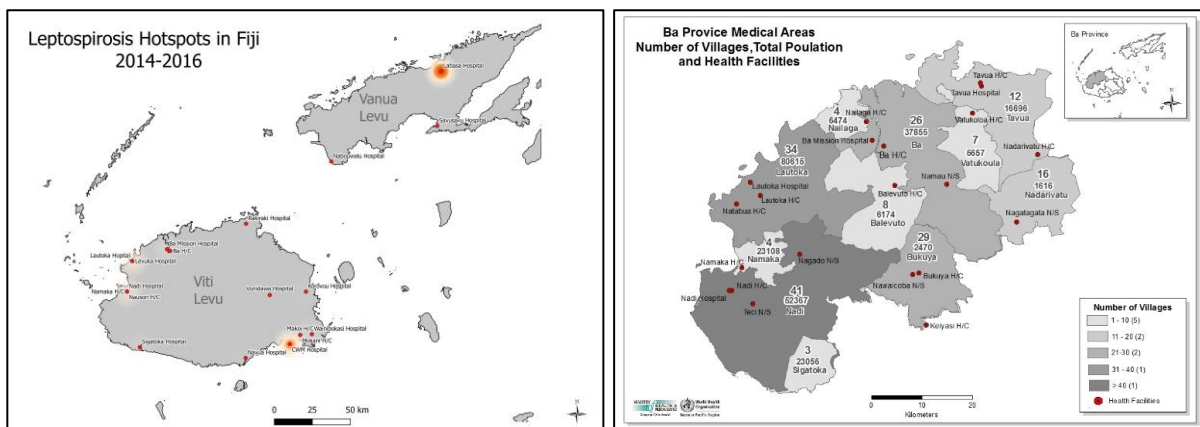 Leptospirosis Hotspots in Fiji
2014-2016
Labasa Hospital
Vanua
Levu
Savusavu Hospital
Nabouwalu Hospital
Rakiraki Hospital
Ba Mission Hospital
Ba H/C
Lautoka Hopital
Levuka Hospital
Viti
Levu
Nadi Hospital
Namaka H/C
Nausori H/C
Vunidawa Hospital
Korovou Hospital
Makoi H/C
Wainibokasi Hospital
CWM Hospital
Sigatoka Hospital
Navua Hospital
0 25 50 km
N
Ba Provice Medical Areas
Number of Villages,Total Poulation
and Health Facilities
Ba Province
N
Tavua H/C
Tavua Hospital
12
16696
Tavua
4
6474
Nailaga
Nailaga H/C
26
37855
Ba
Vatukoloa H/C
7
5657
Vatukoula
Ba Mission Hospital
Ba H/C
Nadarivatu H/C
34
80615
Lautoka
16
1616
Nadarivatu
Lautoka Hospital
Lautoka H/C
Natabua H/C
Namau N/S
Balevuto H/C
8
6174
Balevuto
Nagatagata N/S
29
2470
Bukuya
4
23108
Namaka
Namaka H/C
Nagado N/S
Bukuya H/C
Nawaicoba N/S
Nadi H/C
Nadi Hospital
Teci N/S
41
52367
Nadi
Keiyasi H/C
3
23056
Sigatoka
Number of Villages
1 - 10 (5)
11 - 20 (2)
21-30 (2)
31 - 40 (1)
> 40 (1)
Health Facilities
World Health
Organization
0 10 20
Kilometers
N